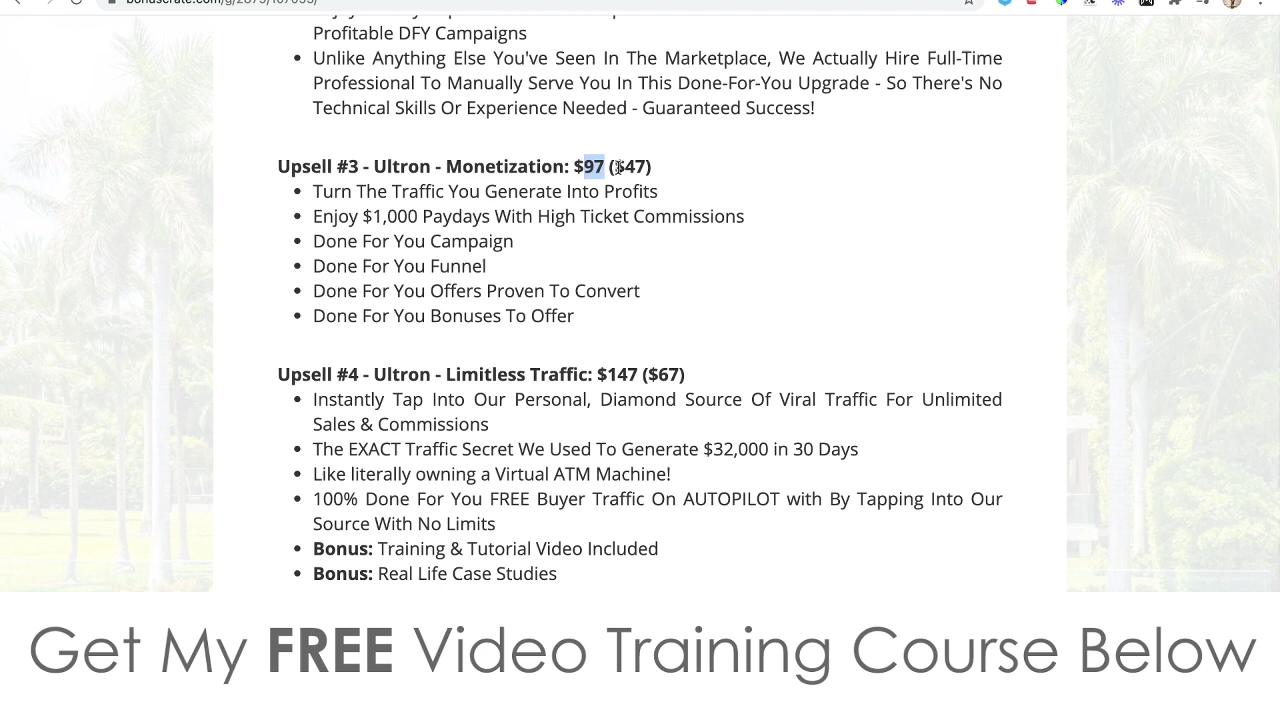 Profitable DFY Campaigns
• Unlike Anything Else You've Seen In The Marketplace, We Actually Hire Full-Time
Professional To Manually Serve You In This Done-For-You Upgrade - So There's No
Technical Skills Or Experience Needed - Guaranteed Success!
Upsell #3 - Ultron - Monetization: $97 ($47)
• Turn The Traffic You Generate Into Profits
• Enjoy $1,000 Paydays With High Ticket Commissions
• Done For You Campaign
• Done For You Funnel
• Done For You Offers Proven To Convert
• Done For You Bonuses To Offer
Upsell #4 - Ultron - Limitless Traffic: $147 ($67)
• Instantly Tap Into Our Personal, Diamond Source Of Viral Traffic For Unlimited
Sales & Commissions
• The EXACT Traffic Secret We Used To Generate $32,000 in 30 Days
• Like literally owning a Virtual ATM Machine!
• 100% Done For You FREE Buyer Traffic On AUTOPILOT with By Tapping Into Our
Source With No Limits
• Bonus: Training & Tutorial Video Included
• Bonus: Real Life Case Studies
Get My FREE Video Training Course Below